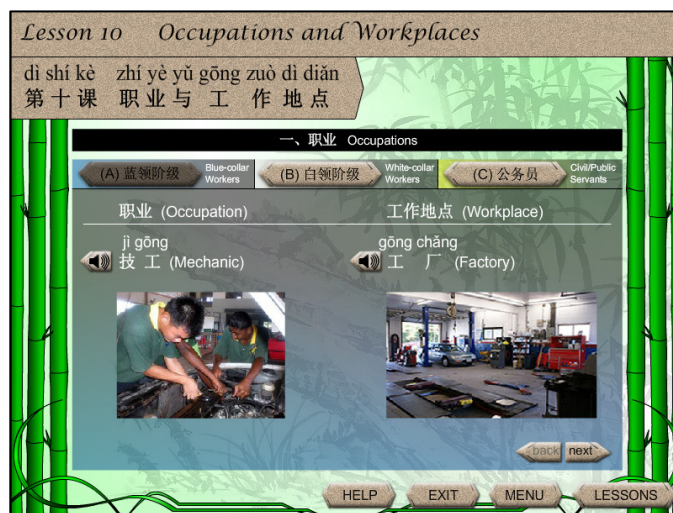 Lesson 10 Occupations and Workplaces
dì shí kè zhí yè yǔ gōng zuò dì diǎn
第十课 职业与工作地点
一、职业 Occupations
(A) 蓝领阶级 Blue-collar Workers (B) 白领阶级 White-collar Workers (C) 公务员 Civil/Public Servants
职业 (Occupation) 工作地点 (Workplace)
jì gōng gōng chǎng
技工 (Mechanic) 工厂 (Factory)
back next
HELP EXIT MENU LESSONS